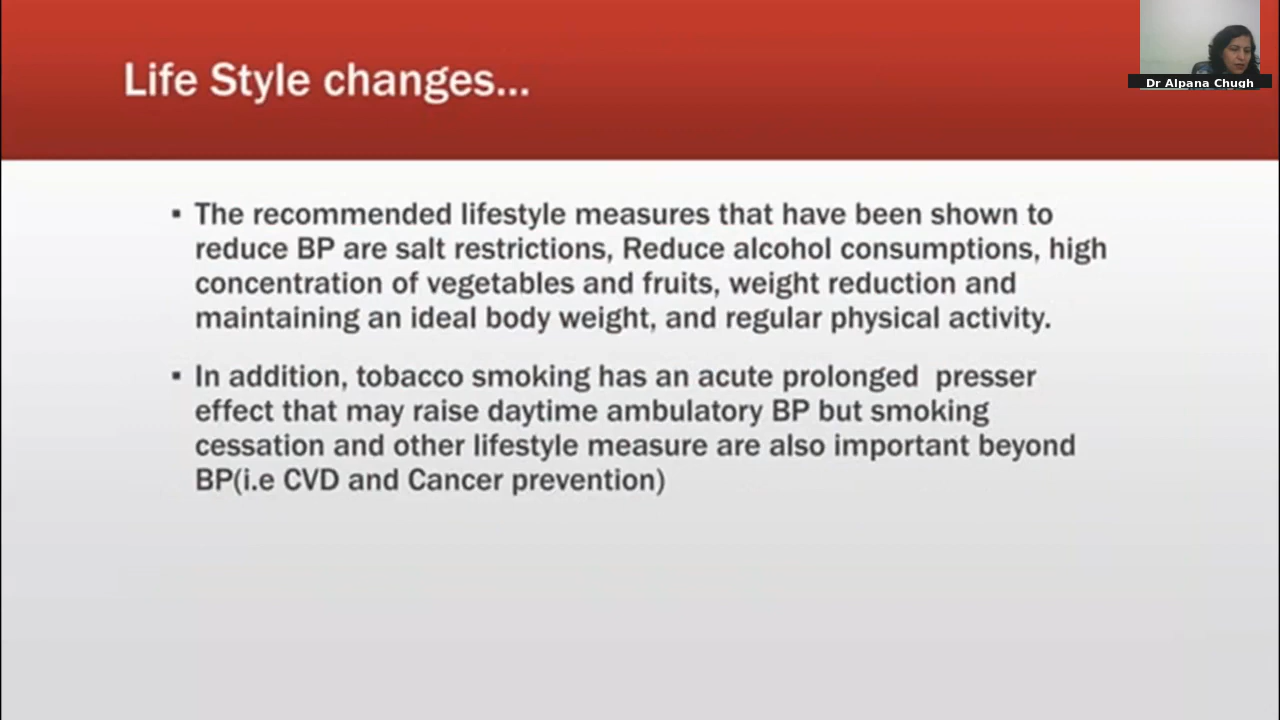 Life Style changes...
Dr Alpana Chugh
▪ The recommended lifestyle measures that have been shown to
reduce BP are salt restrictions, Reduce alcohol consumptions, high
concentration of vegetables and fruits, weight reduction and
maintaining an ideal body weight, and regular physical activity.
▪ In addition, tobacco smoking has an acute prolonged  presser
effect that may raise daytime ambulatory BP but smoking
cessation and other lifestyle measure are also important beyond
BP(i.e CVD and Cancer prevention)